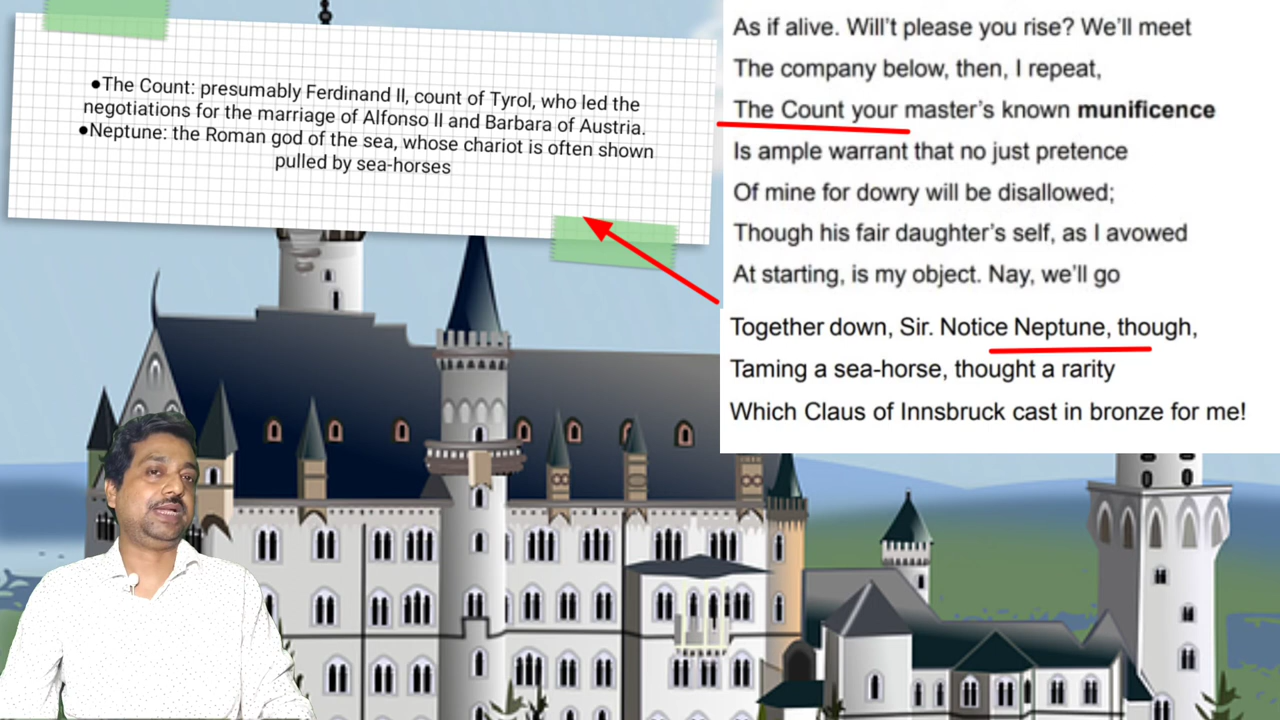 ●The Count: presumably Ferdinand II, count of Tyrol, who led the
negotiations for the marriage of Alfonso II and Barbara of Austria.
●Neptune: the Roman god of the sea, whose chariot is often shown
pulled by sea-horses
As if alive. Will’t please you rise? We’ll meet
The company below, then, I repeat,
The Count your master’s known munificence
Is ample warrant that no just pretence
Of mine for dowry will be disallowed;
Though his fair daughter’s self, as I avowed
At starting, is my object. Nay, we’ll go
Together down, Sir. Notice Neptune, though,
Taming a sea-horse, thought a rarity
Which Claus of Innsbruck cast in bronze for me!